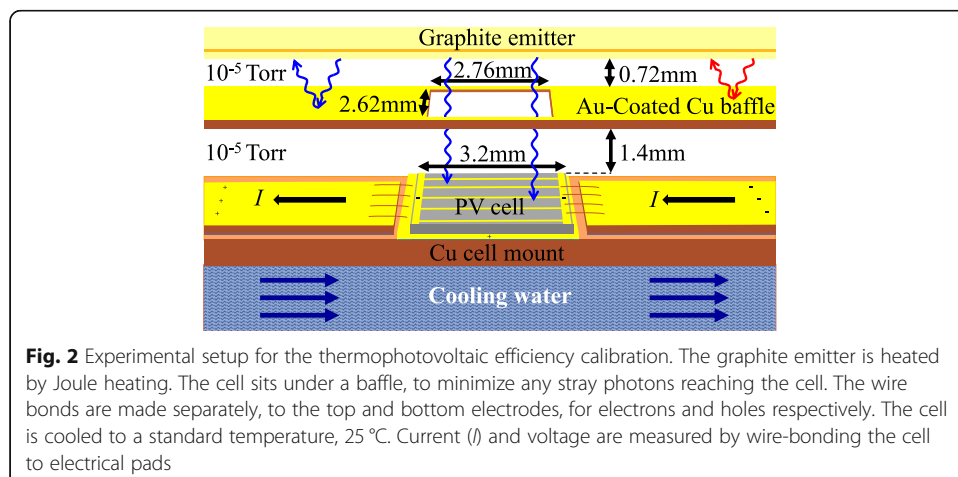 Graphite emitter
10⁻⁵ Torr
2.76mm
0.72mm
2.62mm
Au-Coated Cu baffle
10⁻⁵ Torr
1.4mm
3.2mm
I
I
+
+
+
-
-
-
-
-
PV cell
+
Cu cell mount
Cooling water
Fig. 2 Experimental setup for the thermophotovoltaic efficiency calibration. The graphite emitter is heated
by Joule heating. The cell sits under a baffle, to minimize any stray photons reaching the cell. The wire
bonds are made separately, to the top and bottom electrodes, for electrons and holes respectively. The cell
is cooled to a standard temperature, 25 °C. Current (I) and voltage are measured by wire-bonding the cell
to electrical pads